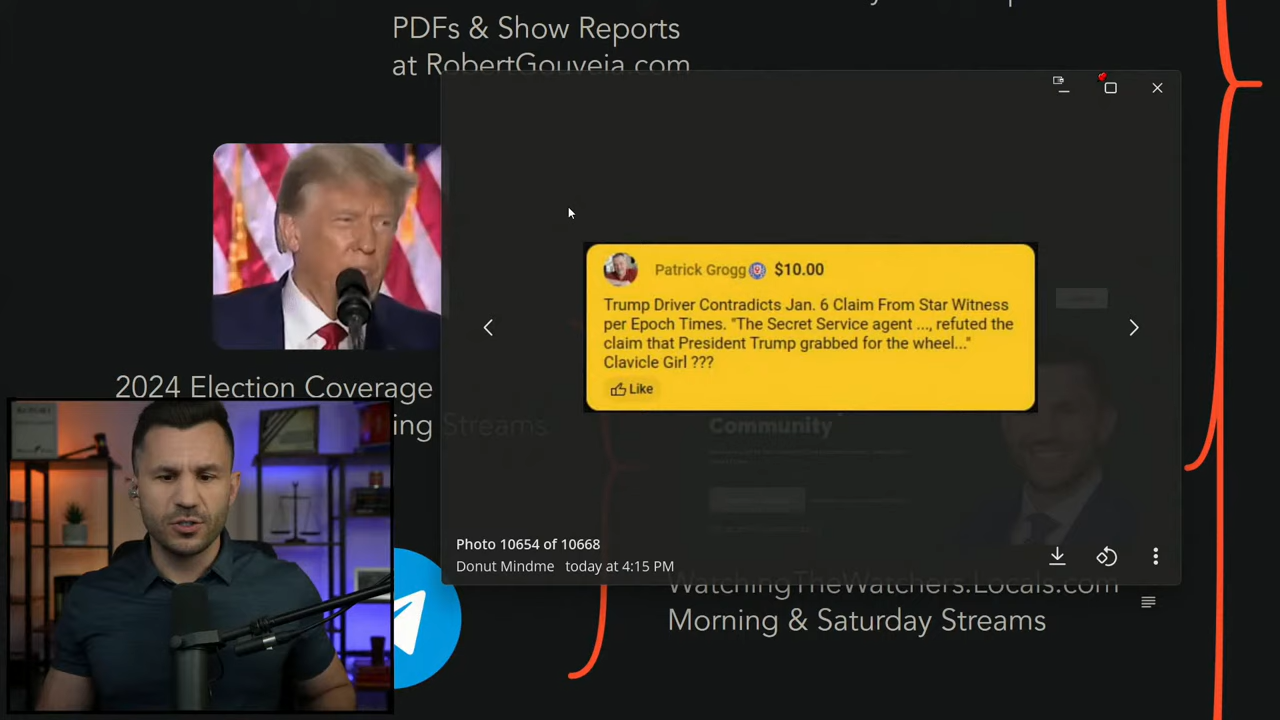 PDFs & Show Reports
at RobertGouveia.com
Patrick Grogg $10.00
Trump Driver Contradicts Jan. 6 Claim From Star Witness
per Epoch Times. "The Secret Service agent ..., refuted the
claim that President Trump grabbed for the wheel..."
Clavicle Girl ???
Like
2024 Election Coverage
ing Streams
Community
Photo 10654 of 10668
Donut Mindme today at 4:15 PM
WatchingTheWatchers.Locals.com
Morning & Saturday Streams